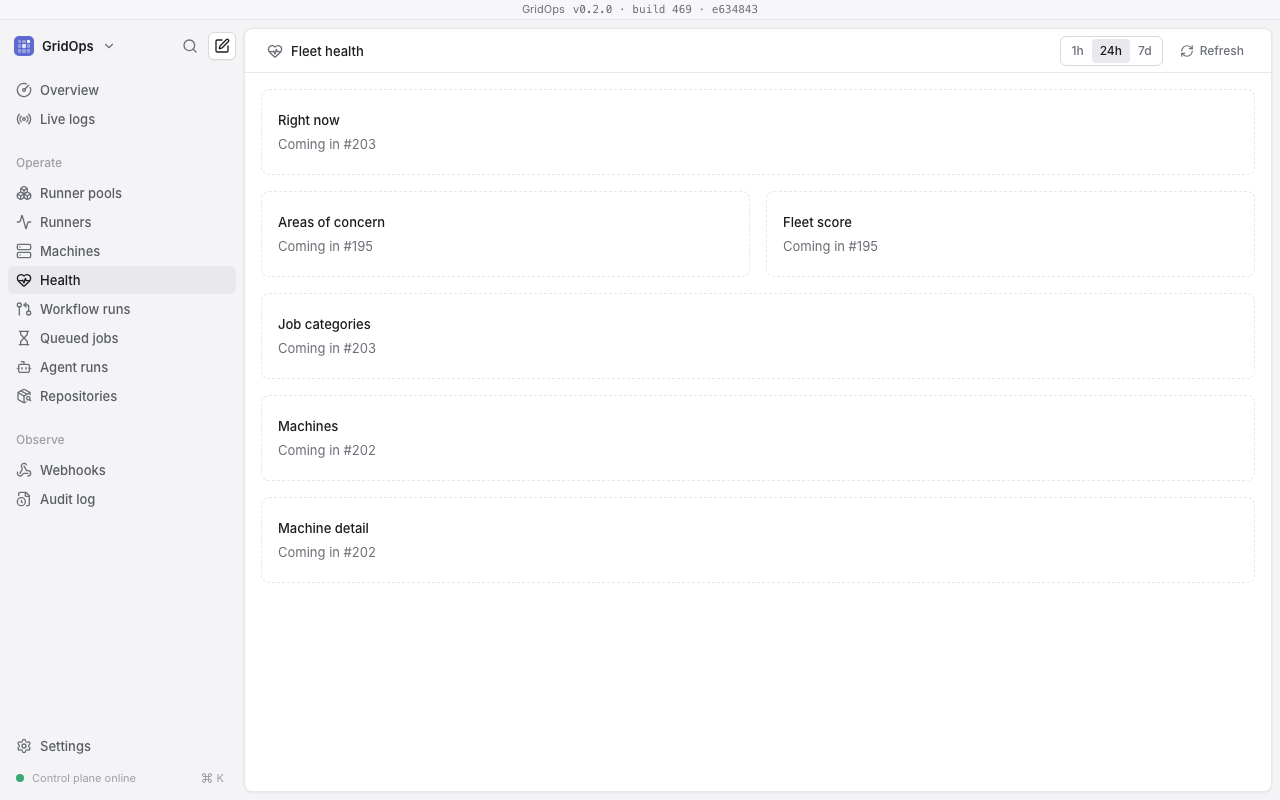 GridOps v0.2.0 · build 469 · e634843
GridOps
Overview
Live logs
Operate
Runner pools
Runners
Machines
Health
Workflow runs
Queued jobs
Agent runs
Repositories
Observe
Webhooks
Audit log
Settings
Control plane online ⌘ K
Fleet health
1h 24h 7d Refresh
Right now
Coming in #203
Areas of concern
Coming in #195
Fleet score
Coming in #195
Job categories
Coming in #203
Machines
Coming in #202
Machine detail
Coming in #202